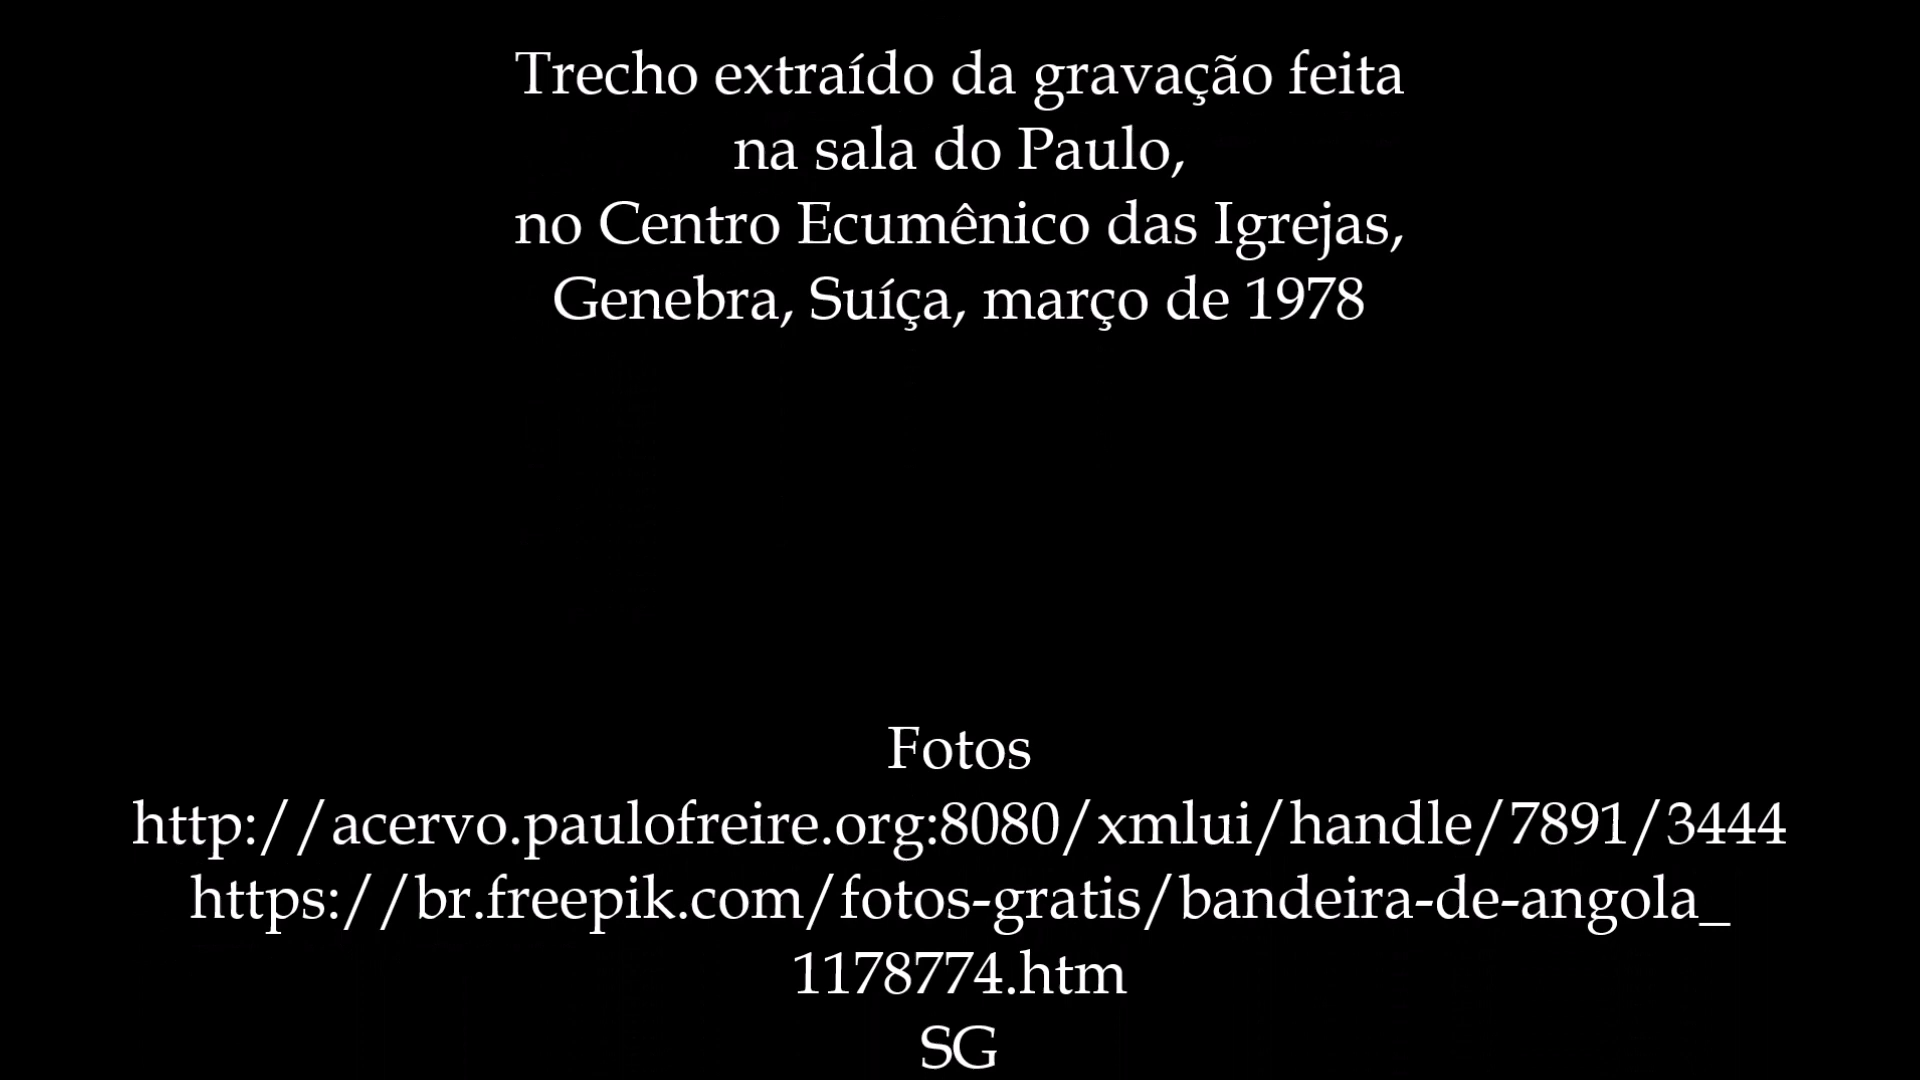 Trecho extraído da gravação feita
na sala do Paulo,
no Centro Ecumênico das Igrejas,
Genebra, Suíça, março de 1978
Fotos
http://acervo.paulofreire.org:8080/xmlui/handle/7891/3444
https://br.freepik.com/fotos-gratis/bandeira-de-angola_
1178774.htm
SG